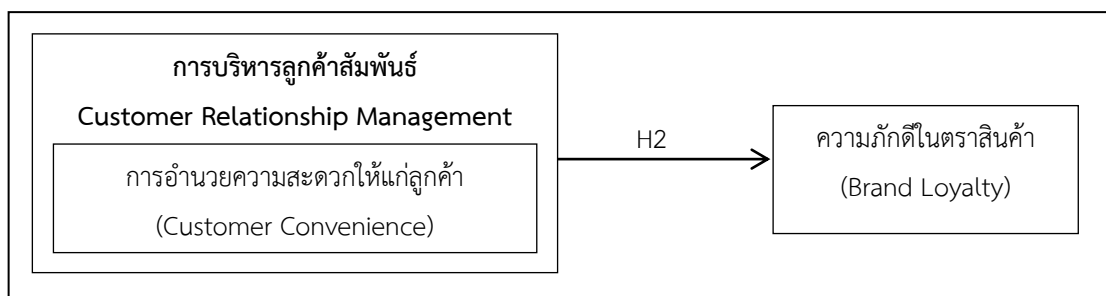 การบริหารลูกค้าสัมพันธ์
Customer Relationship Management
การอำนวยความสะดวกให้แก่ลูกค้า
(Customer Convenience)
H2
ความภักดีในตราสินค้า
(Brand Loyalty)